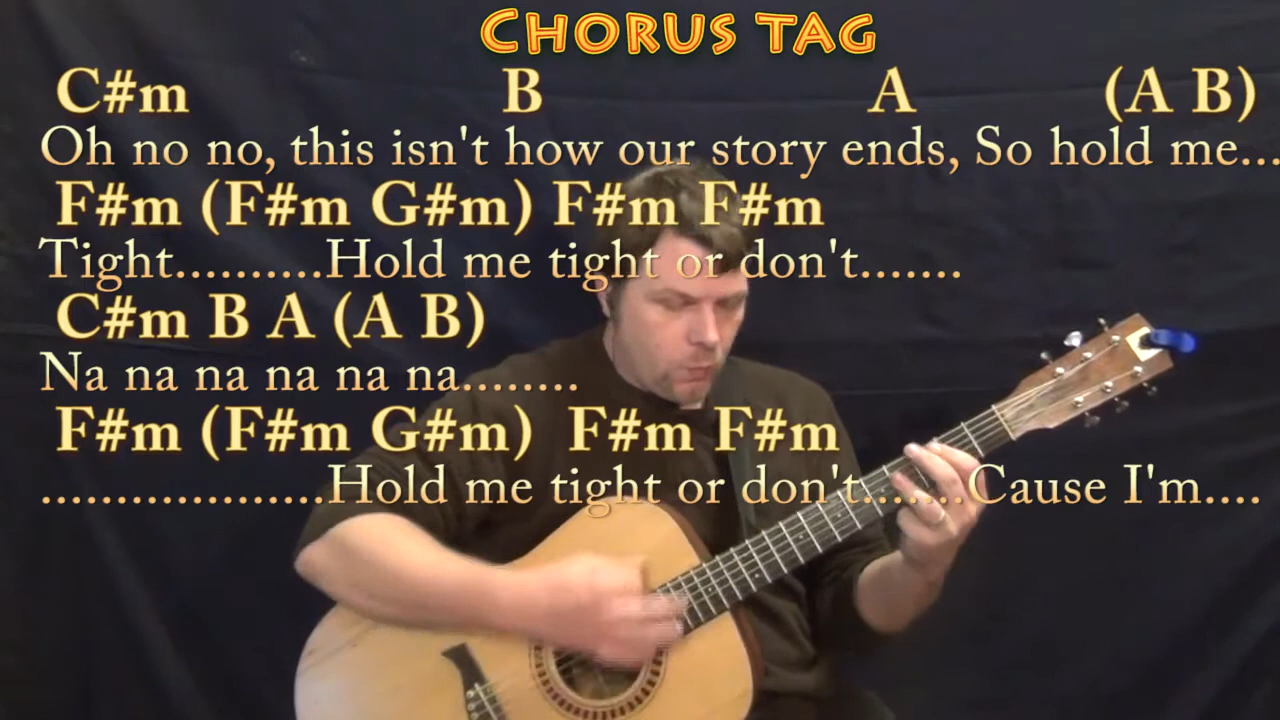 CHORUS TAG
C#m B A (A B)
Oh no no, this isn't how our story ends, So hold me...
F#m (F#m G#m) F#m F#m
Tight..........Hold me tight or don't.......
C#m B A (A B)
Na na na na na na........
F#m (F#m G#m) F#m F#m
...................Hold me tight or don't.......Cause I'm....